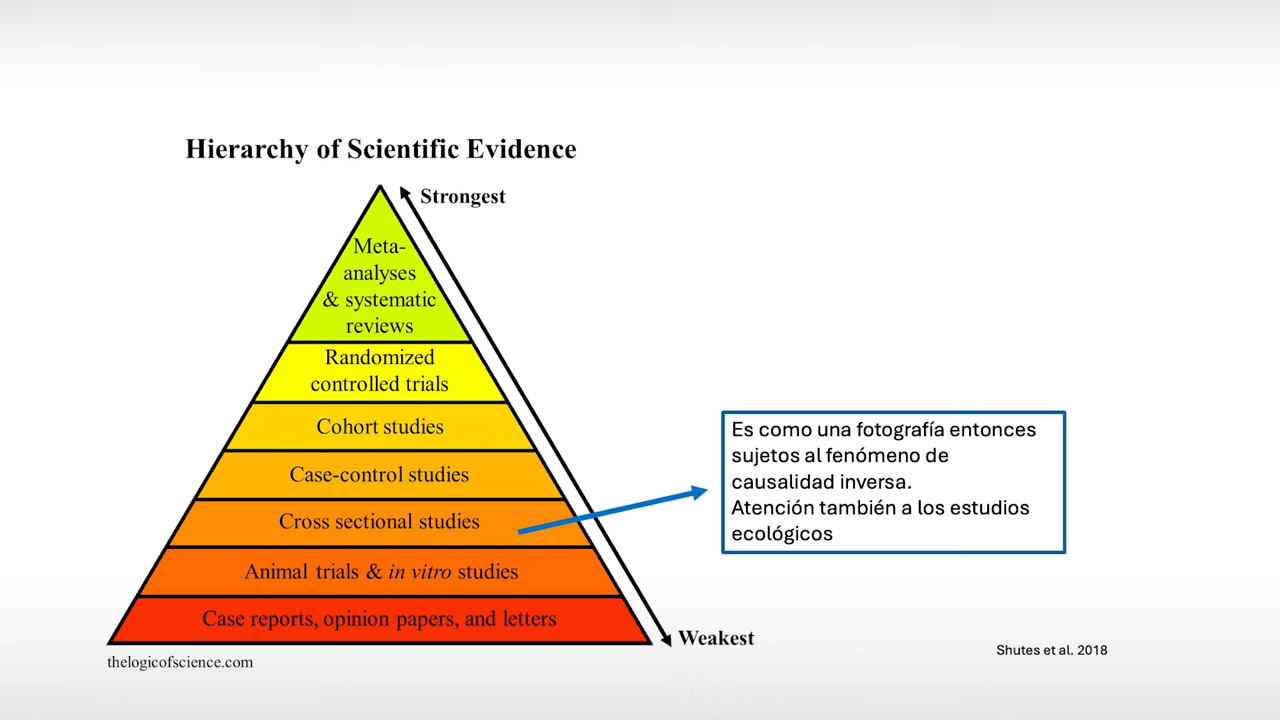 Hierarchy of Scientific Evidence
Strongest
Meta-
analyses
& systematic
reviews
Randomized
controlled trials
Cohort studies
Case-control studies
Cross sectional studies
Animal trials & in vitro studies
Case reports, opinion papers, and letters
Weakest
thelogicofscience.com
Es como una fotografía entonces
sujetos al fenómeno de
causalidad inversa.
Atención también a los estudios
ecológicos
Shutes et al. 2018